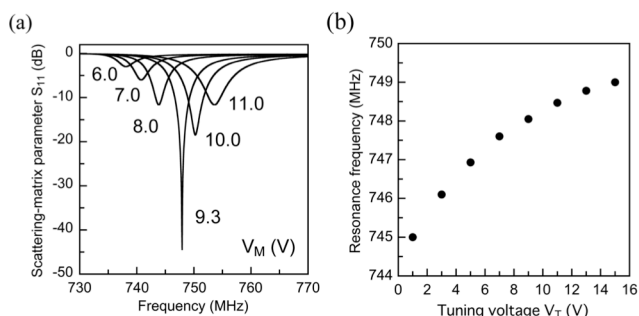 (a)
Scattering-matrix parameter S11 (dB)
0
-10
-20
-30
-40
-50
6.0
7.0
8.0
11.0
10.0
9.3
VM (V)
730 740 750 760 770
Frequency (MHz)
(b)
Resonance frequency (MHz)
750
749
748
747
746
745
744
0 2 4 6 8 10 12 14 16
Tuning voltage VT (V)